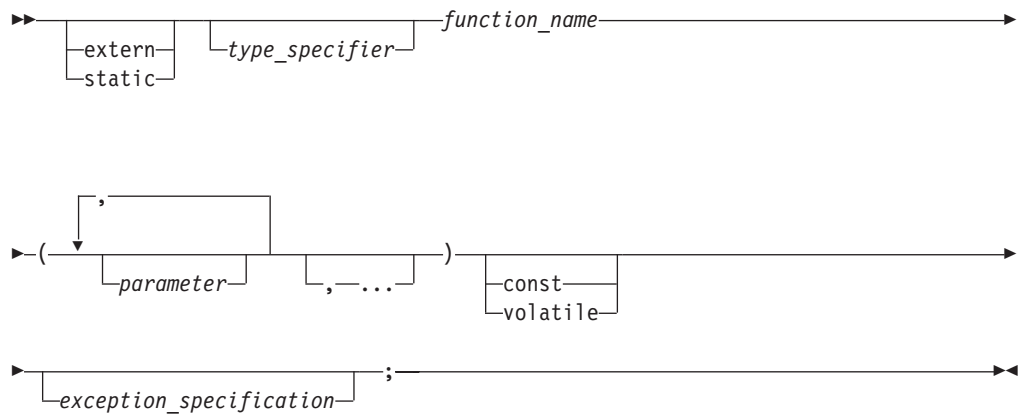 function_name
extern
type_specifier
static
,
( )
parameter
, ...
const
volatile
;
exception_specification